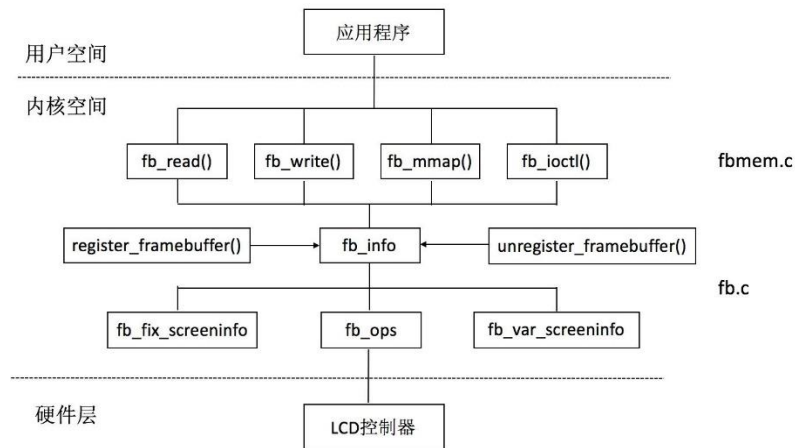 应用程序
用户空间
内核空间
fb_read()
fb_write()
fb_mmap()
fb_ioctl()
fbmem.c
register_framebuffer()
fb_info
unregister_framebuffer()
fb.c
fb_fix_screeninfo
fb_ops
fb_var_screeninfo
硬件层
LCD控制器